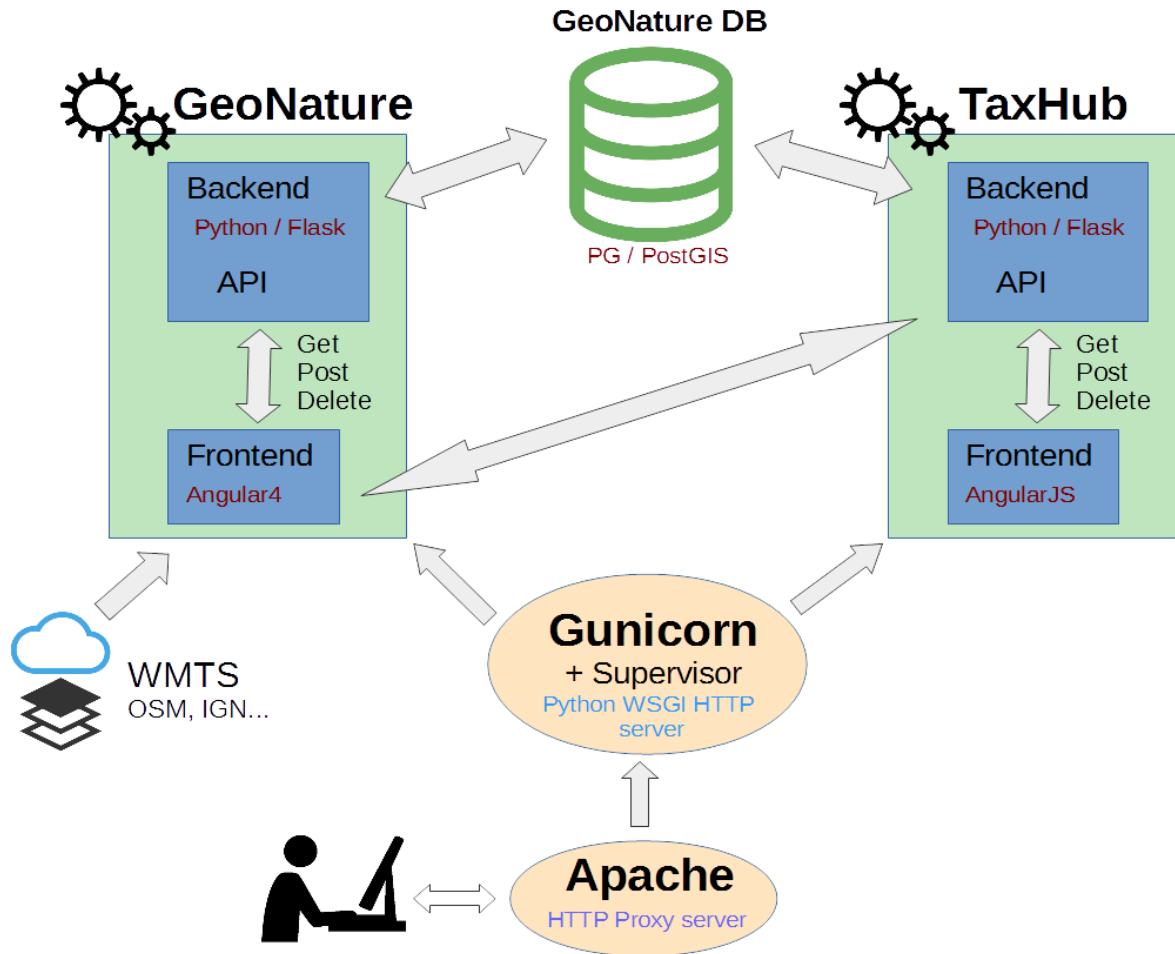 GeoNature DB
GeoNature
TaxHub
Backend
Python / Flask
API
Get
Post
Delete
Frontend
Angular4
PG / PostGIS
Backend
Python / Flask
API
Get
Post
Delete
Frontend
AngularJS
WMTS
OSM, IGN...
Gunicorn
+ Supervisor
Python WSGI HTTP
server
Apache
HTTP Proxy server